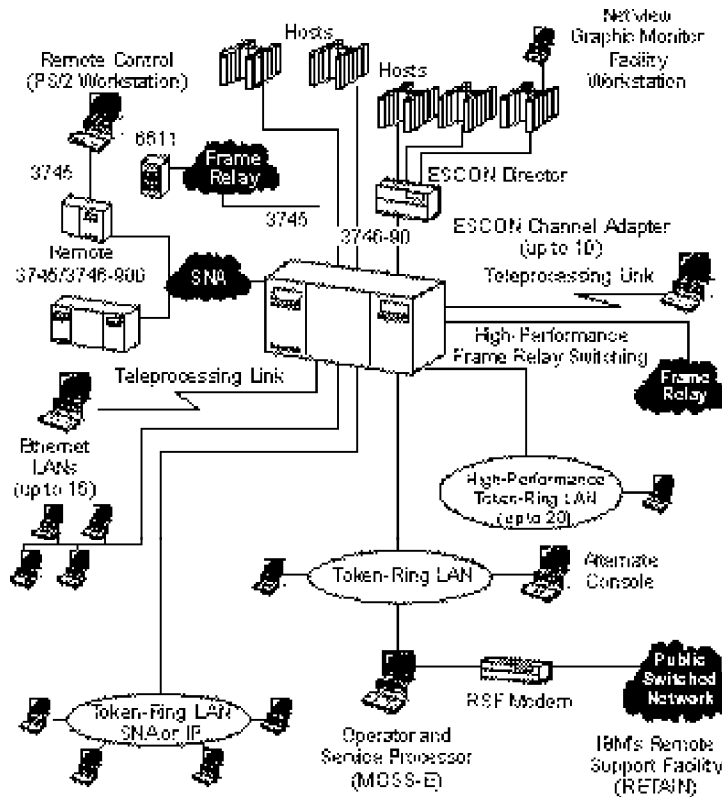 NetView
Graphic Monitor
Facility
Workstation
Hosts
Remote Control
(PS/2 Workstation)
Hosts
6611
Frame
Relay
3745
ESCON Director
3745
3746-90
ESCON Channel Adapter
(up to 10)
Remote
3745/3746-900
SNA
Teleprocessing Link
High-Performance
Frame Relay Switching
Teleprocessing Link
Frame
Relay
Ethernet
LANs
(up to 16)
High-Performance
Token-Ring LAN
(up to 20)
Token-Ring LAN
Alternate
Console
Public
Switched
Network
RSF Modem
Token-Ring LAN
SNA or IP
Operator and
Service Processor
(MOSS-E)
IBM's Remote
Support Facility
(RETAIN)